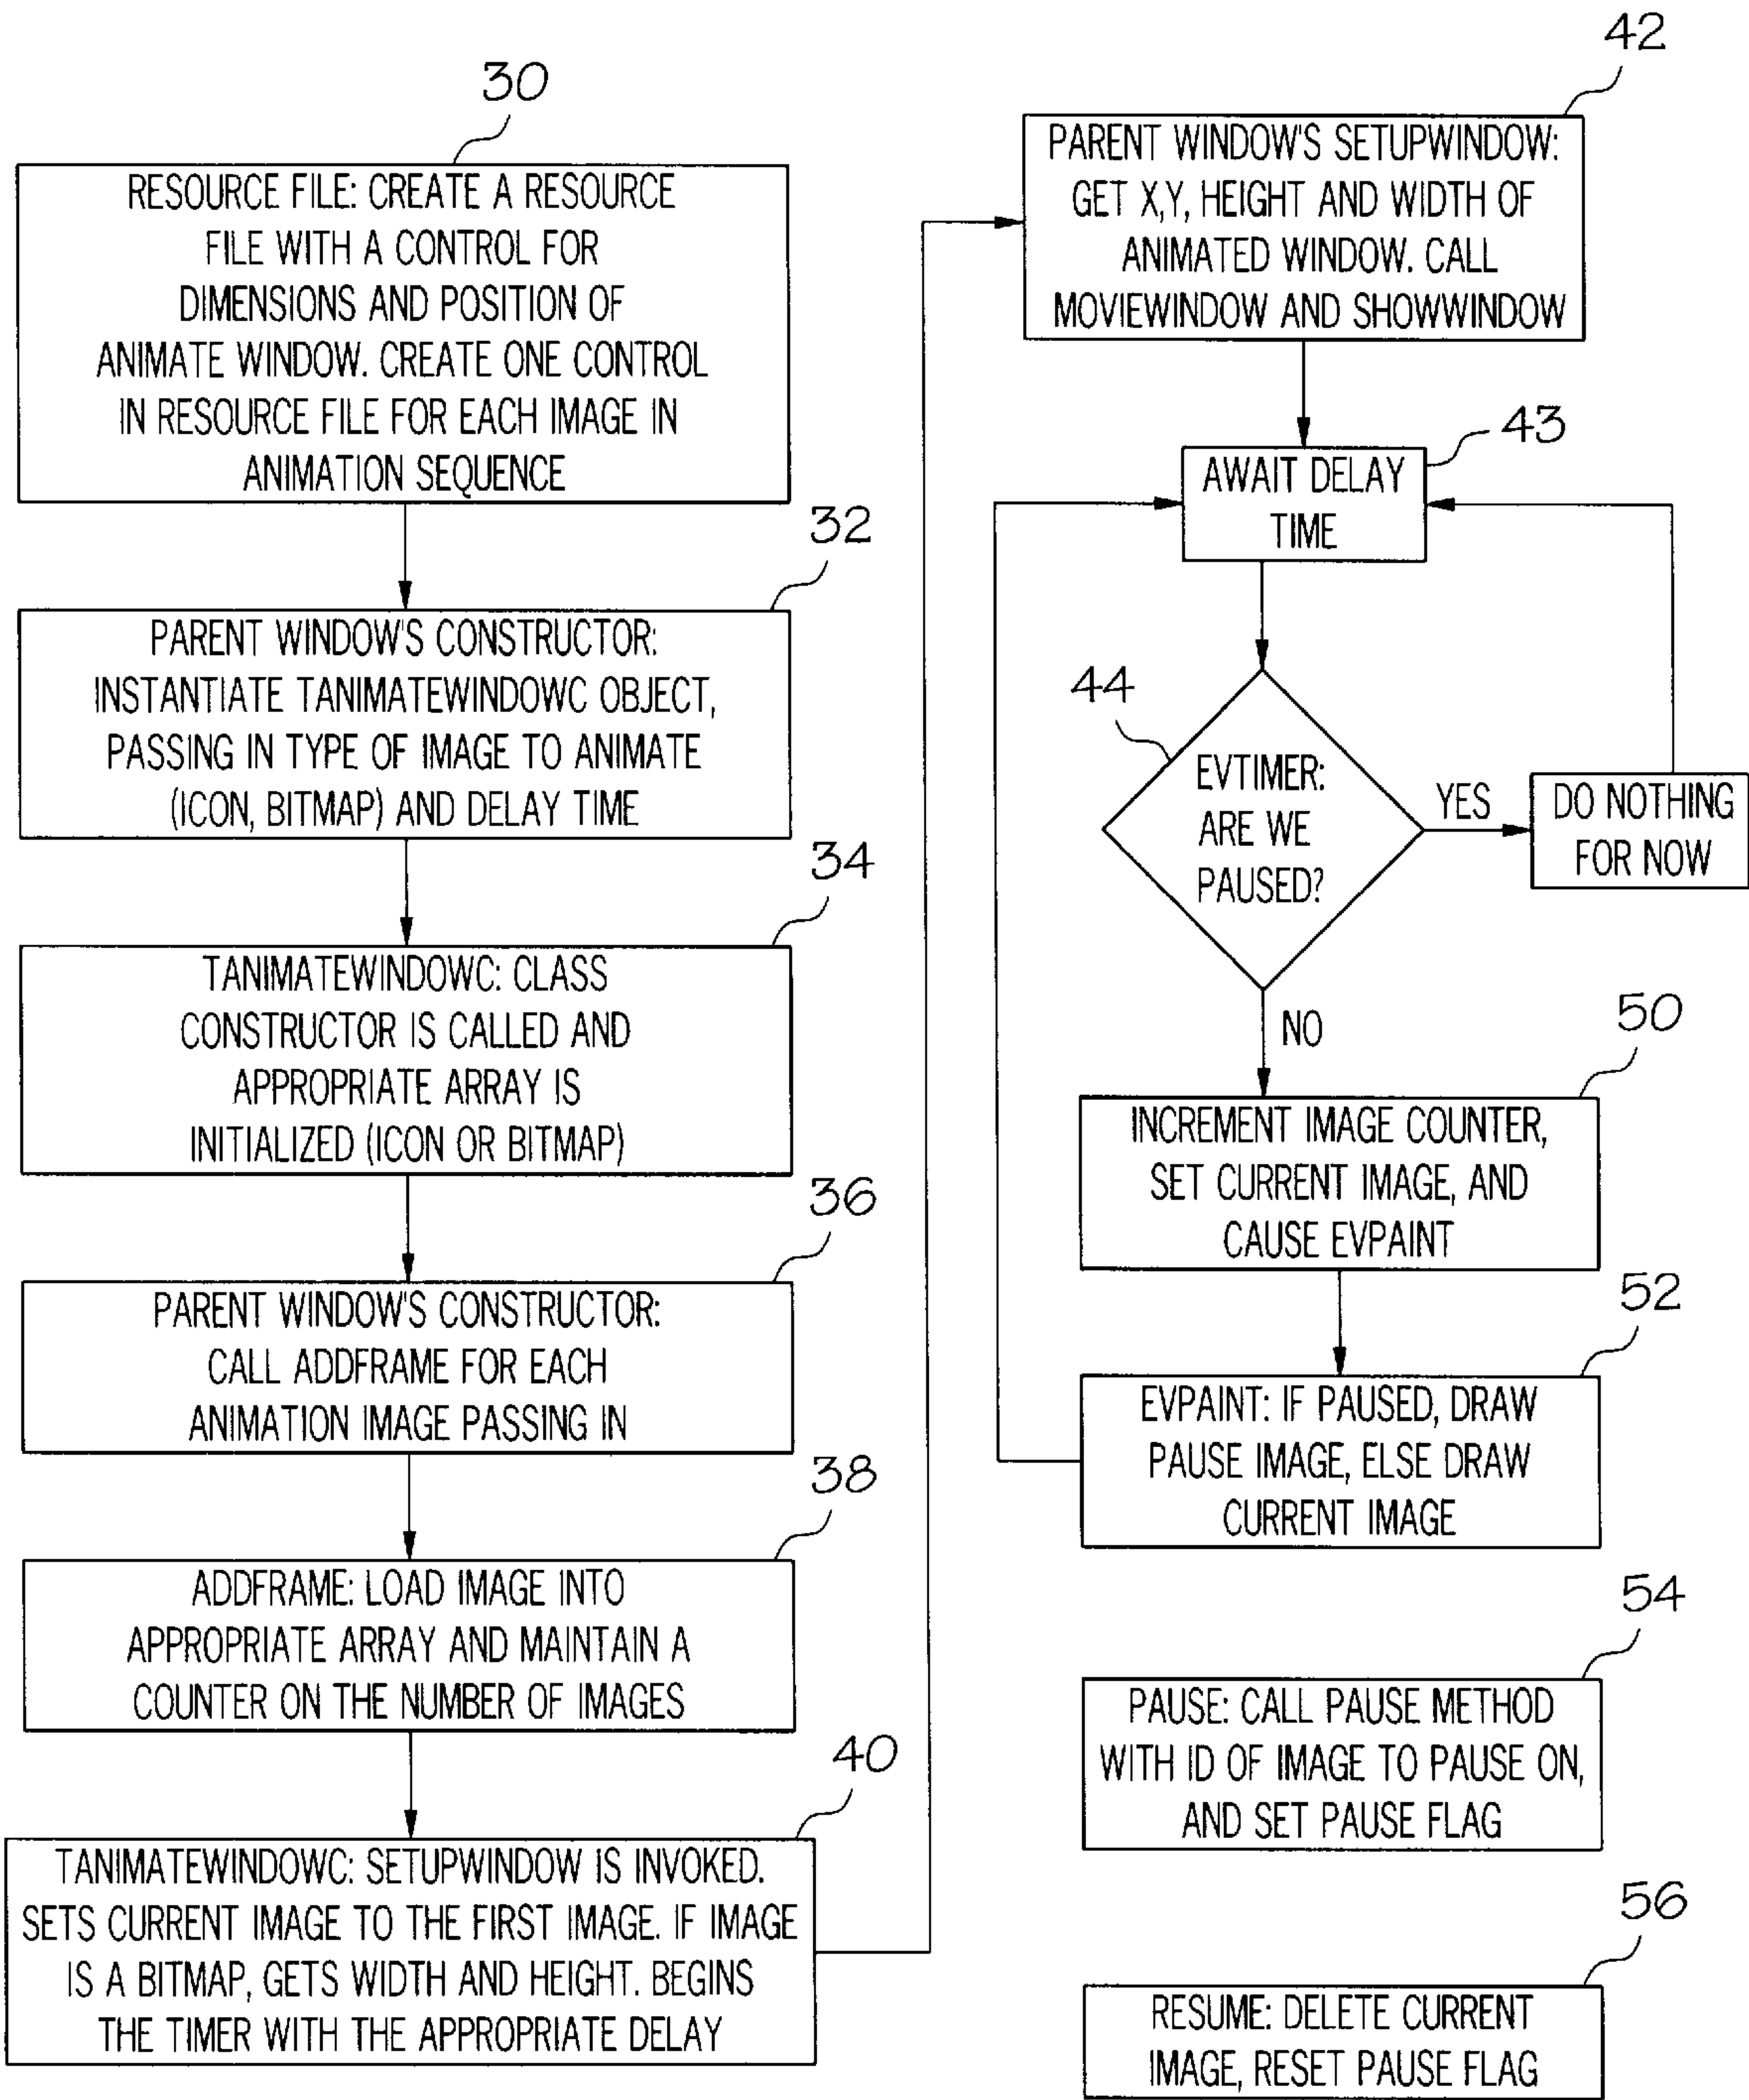 30
RESOURCE FILE: CREATE A RESOURCE
FILE WITH A CONTROL FOR
DIMENSIONS AND POSITION OF
ANIMATE WINDOW. CREATE ONE CONTROL
IN RESOURCE FILE FOR EACH IMAGE IN
ANIMATION SEQUENCE
32
PARENT WINDOW'S CONSTRUCTOR:
INSTANTIATE TANIMATEWINDOWC OBJECT,
PASSING IN TYPE OF IMAGE TO ANIMATE
(ICON, BITMAP) AND DELAY TIME
34
TANIMATEWINDOWC: CLASS
CONSTRUCTOR IS CALLED AND
APPROPRIATE ARRAY IS
INITIALIZED (ICON OR BITMAP)
36
PARENT WINDOW'S CONSTRUCTOR:
CALL ADDFRAME FOR EACH
ANIMATION IMAGE PASSING IN
38
ADDFRAME: LOAD IMAGE INTO
APPROPRIATE ARRAY AND MAINTAIN A
COUNTER ON THE NUMBER OF IMAGES
40
TANIMATEWINDOWC: SETUPWINDOW IS INVOKED.
SETS CURRENT IMAGE TO THE FIRST IMAGE. IF IMAGE
IS A BITMAP, GETS WIDTH AND HEIGHT. BEGINS
THE TIMER WITH THE APPROPRIATE DELAY
42
PARENT WINDOW'S SETUPWINDOW:
GET X,Y, HEIGHT AND WIDTH OF
ANIMATED WINDOW. CALL
MOVIEWINDOW AND SHOWWINDOW
43
AWAIT DELAY
TIME
44
EVTIMER:
ARE WE
PAUSED?
YES
DO NOTHING
FOR NOW
NO
50
INCREMENT IMAGE COUNTER,
SET CURRENT IMAGE, AND
CAUSE EVPAINT
52
EVPAINT: IF PAUSED, DRAW
PAUSE IMAGE, ELSE DRAW
CURRENT IMAGE
54
PAUSE: CALL PAUSE METHOD
WITH ID OF IMAGE TO PAUSE ON,
AND SET PAUSE FLAG
56
RESUME: DELETE CURRENT
IMAGE, RESET PAUSE FLAG